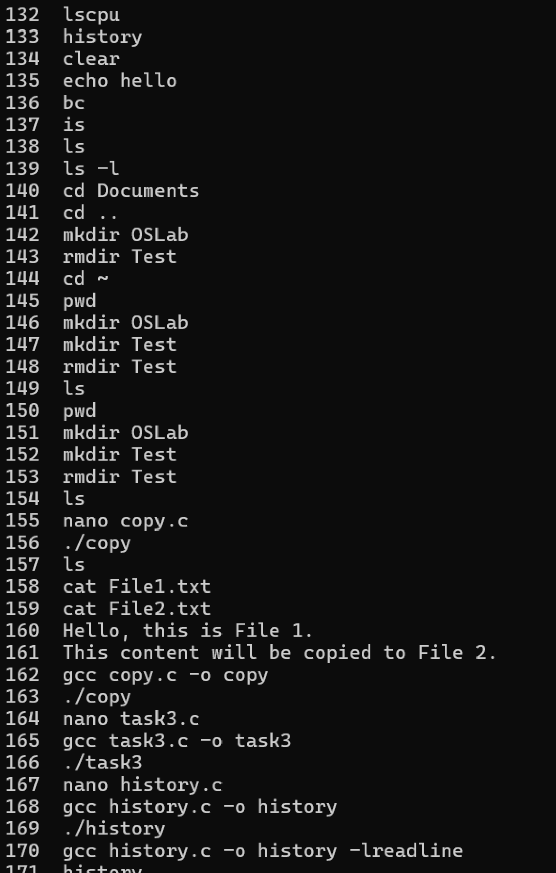 132 lscpu
133 history
134 clear
135 echo hello
136 bc
137 is
138 ls
139 ls -l
140 cd Documents
141 cd ..
142 mkdir OSLab
143 rmdir Test
144 cd ~
145 pwd
146 mkdir OSLab
147 mkdir Test
148 rmdir Test
149 ls
150 pwd
151 mkdir OSLab
152 mkdir Test
153 rmdir Test
154 ls
155 nano copy.c
156 ./copy
157 ls
158 cat File1.txt
159 cat File2.txt
160 Hello, this is File 1.
161 This content will be copied to File 2.
162 gcc copy.c -o copy
163 ./copy
164 nano task3.c
165 gcc task3.c -o task3
166 ./task3
167 nano history.c
168 gcc history.c -o history
169 ./history
170 gcc history.c -o history -lreadline
171 history